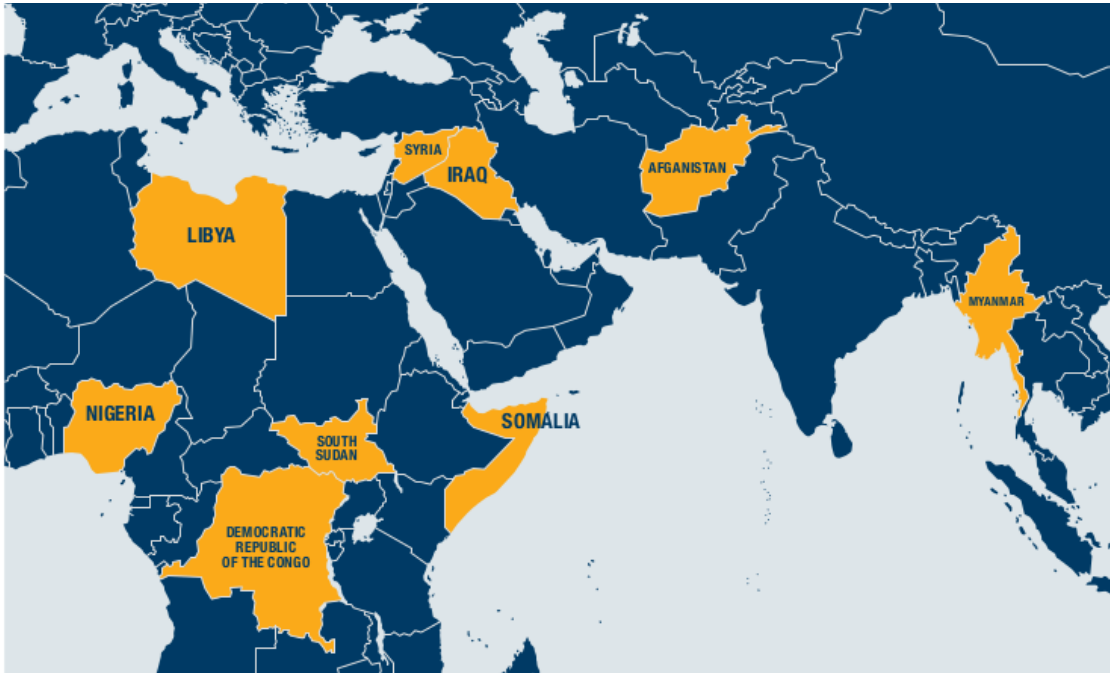 SYRIA
IRAQ
AFGANISTAN
LIBYA
MYANMAR
NIGERIA
SOMALIA
SOUTH
SUDAN
DEMOCRATIC
REPUBLIC
OF THE CONGO